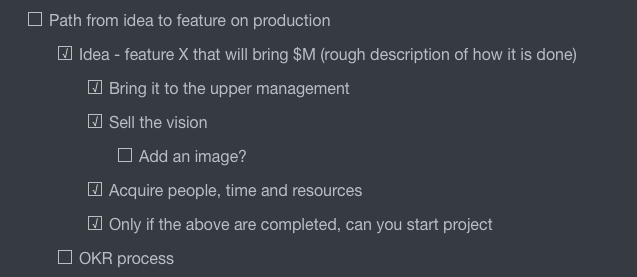 Path from idea to feature on production
Idea - feature X that will bring $M (rough description of how it is done)
Bring it to the upper management
Sell the vision
Add an image?
Acquire people, time and resources
Only if the above are completed, can you start project
OKR process